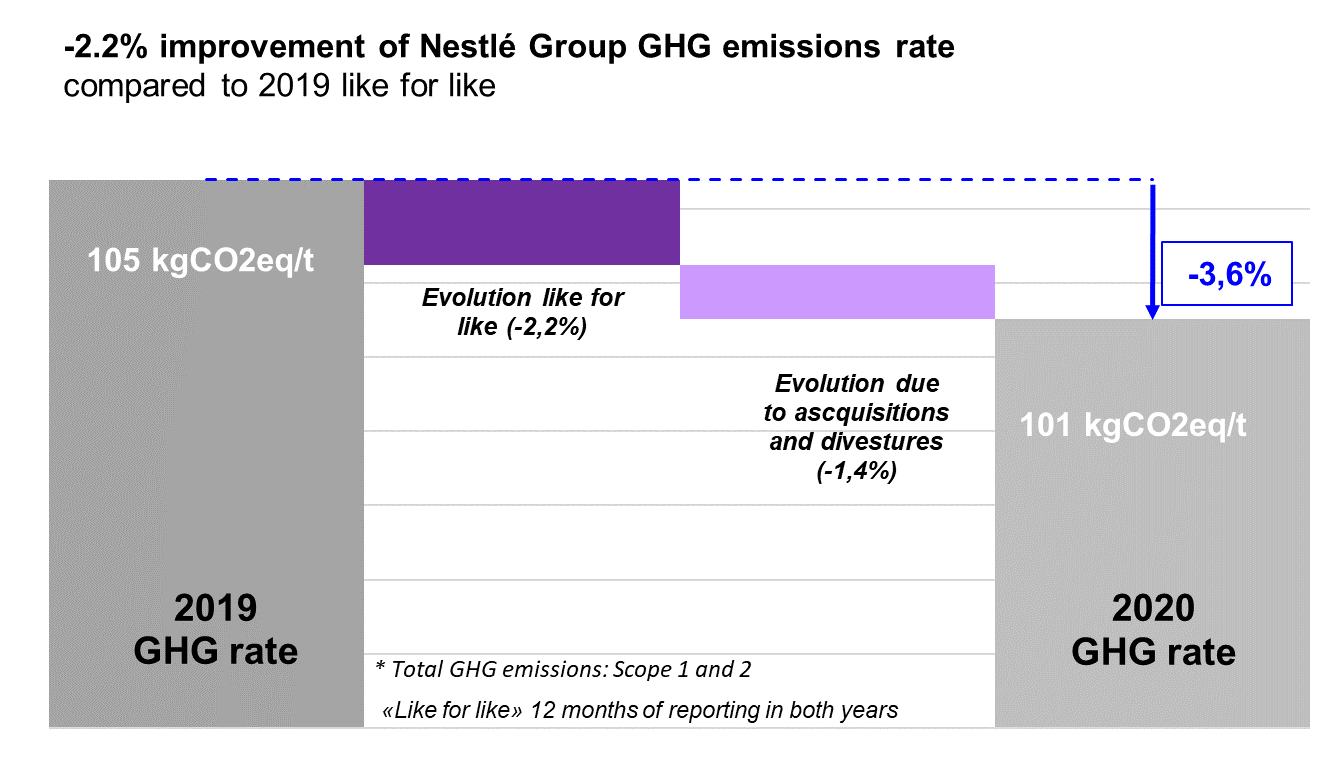 -2.2% improvement of Nestlé Group GHG emissions rate
compared to 2019 like for like
105 kgCO2eq/t
-3,6%
Evolution like for
like (-2,2%)
Evolution due
to ascquisitions
and divestures
(-1,4%)
101 kgCO2eq/t
2019
GHG rate
2020
GHG rate
* Total GHG emissions: Scope 1 and 2
«Like for like» 12 months of reporting in both years